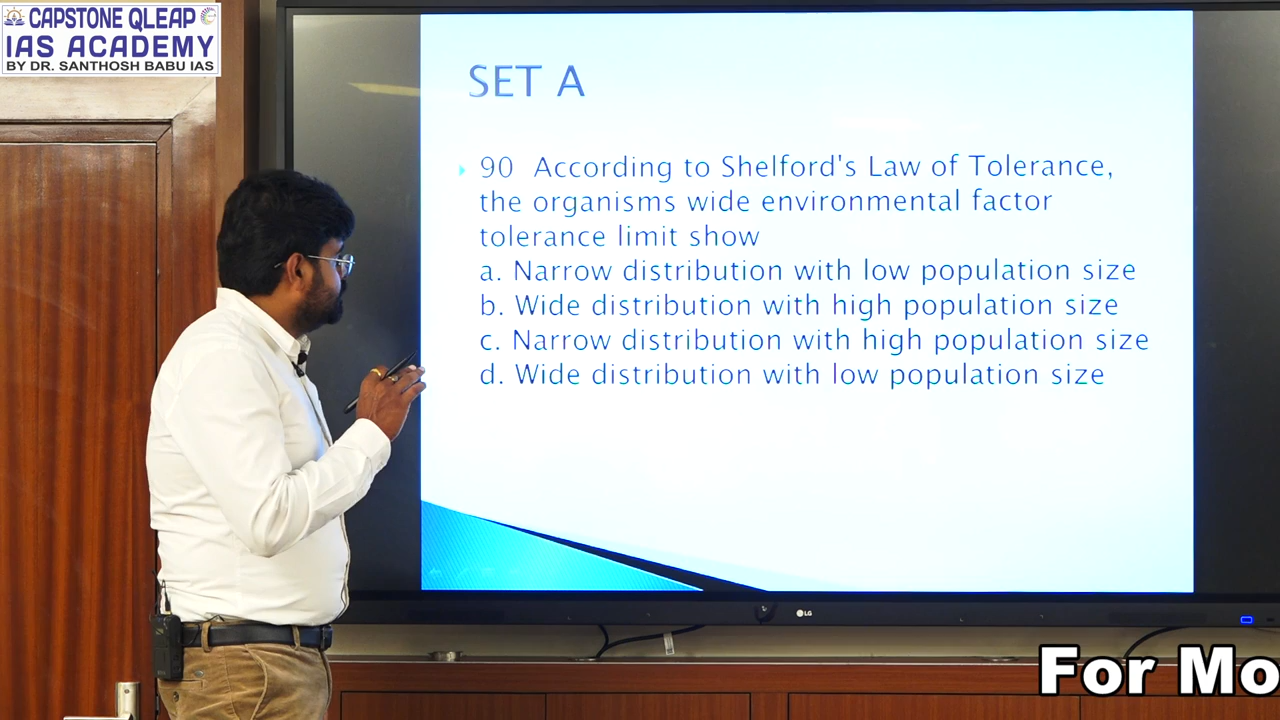 CAPSTONE QLEAP
IAS ACADEMY
BY DR. SANTHOSH BABU IAS
SET A
90 According to Shelford's Law of Tolerance,
the organisms wide environmental factor
tolerance limit show
a. Narrow distribution with low population size
b. Wide distribution with high population size
c. Narrow distribution with high population size
d. Wide distribution with low population size
LG
For Mo